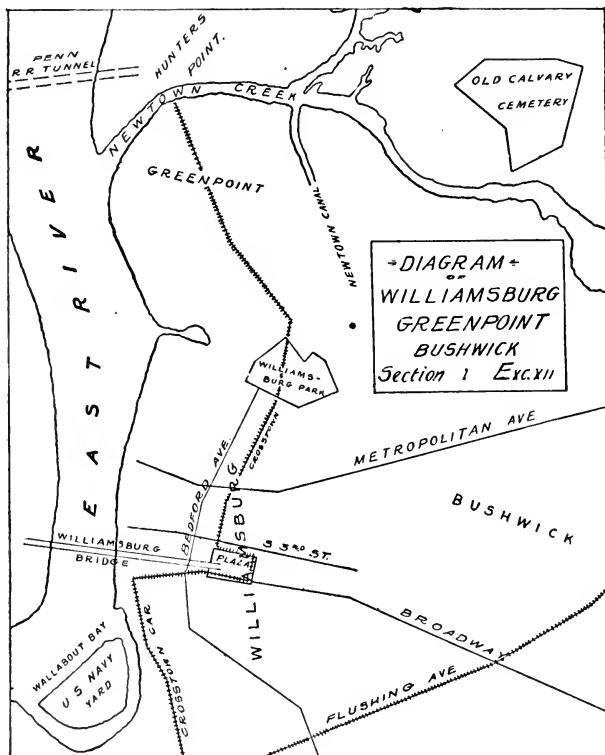 PENN
R R TUNNEL
HUNTERS
POINT.
NEWTOWN CREEK
OLD CALVARY
CEMETERY
GREENPOINT
NEWTOWN CANAL
EAST RIVER
DIAGRAM
OF
WILLIAMSBURG
GREENPOINT
BUSHWICK
Section 1 Exc.XII
WILLIAMS-
BURG PARK
CROSSTOWN
BEDFORD AVE.
METROPOLITAN AVE
BUSHWICK
WILLIAMSBURG
S 3RD ST.
WILLIAMSBURG
BRIDGE
PLAZA
BROADWAY
WALLABOUT BAY
U S NAVY
YARD
CROSSTOWN CAR
FLUSHING AVE